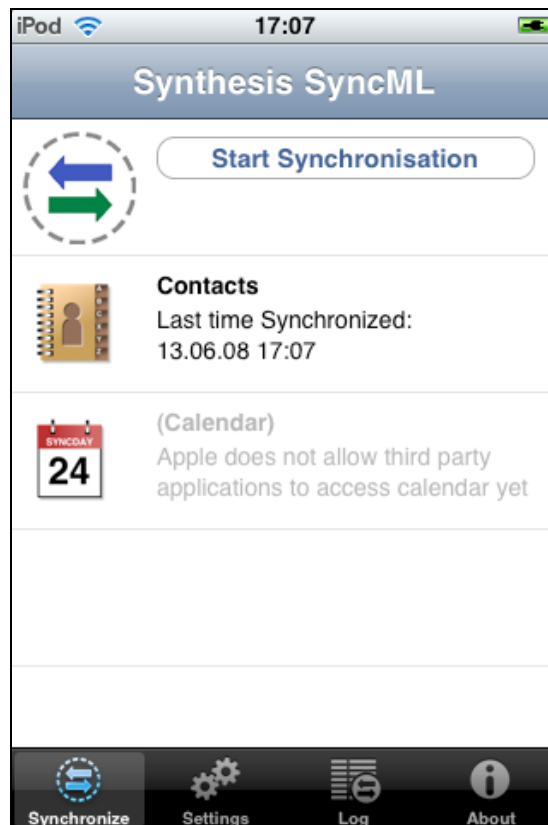 iPod 17:07
Synthesis SyncML
Start Synchronisation
Contacts
Last time Synchronized:
13.06.08 17:07
(Calendar)
SYNCDAY
24
Apple does not allow third party
applications to access calendar yet
Synchronize Settings Log About